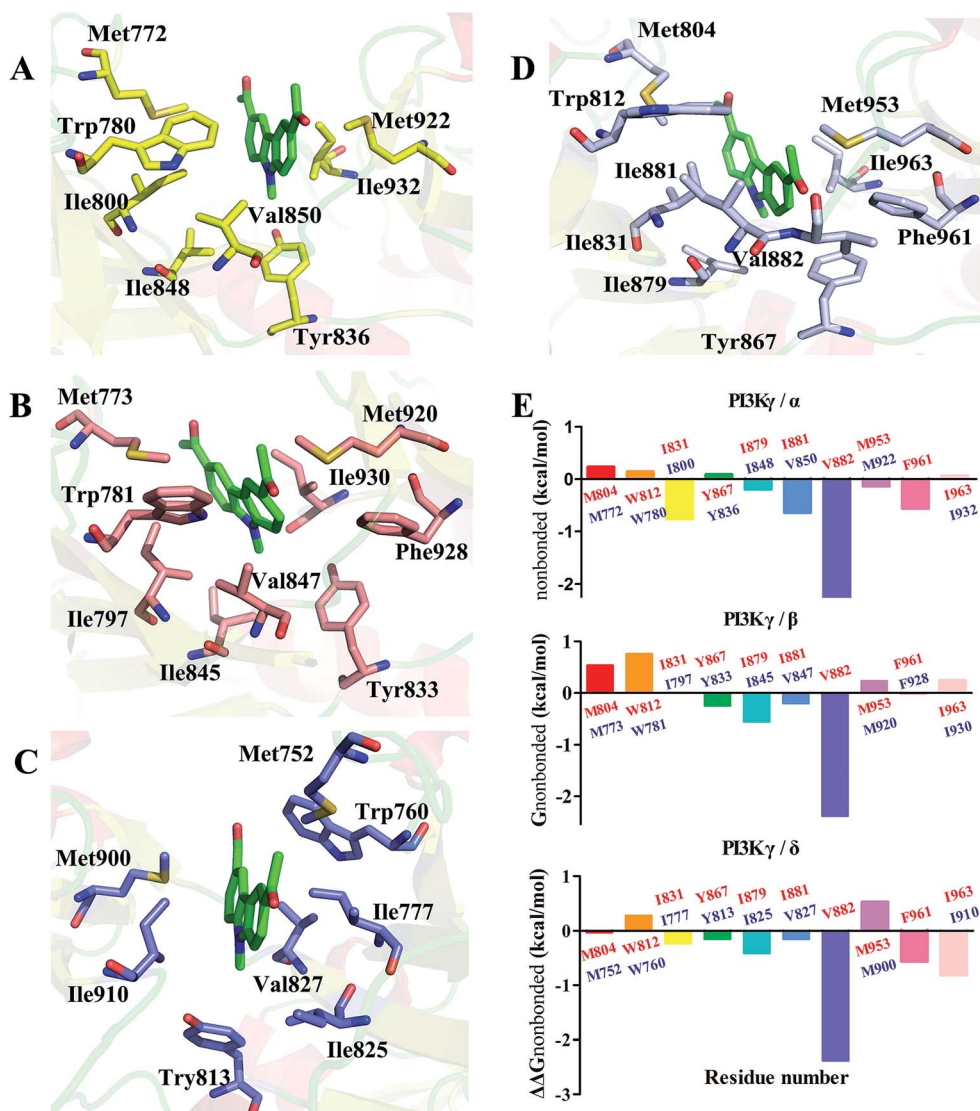 A
Met772
Trp780
Met922
Ile932
Ile800
Val850
Ile848
Tyr836
B
Met773
Met920
Ile930
Trp781
Phe928
Val847
Ile797
Ile845
Tyr833
C
Met752
Trp760
Met900
Ile777
Val827
Ile910
Ile825
Try813
D
Met804
Trp812
Met953
Ile881
Ile963
Ile831
Phe961
Val882
Ile879
Tyr867
E
PI3Kγ / α
nonbonded (kcal/mol)
1
0
-1
-2
I831 I879 I881 M953
I800 I848 V850 V882 M922 F961
M804 W812 Y867 I963
M772 W780 Y836 I932
PI3Kγ / β
Gnonbonded (kcal/mol)
1
0
-1
-2
I831 Y867 I879 I881 F961
I797 Y833 I845 V847 V882 F928
M804 W812 M953 I963
M773 W781 M920 I930
PI3Kγ / δ
ΔΔGnonbonded (kcal/mol)
1
0
-1
-2
-3
I831 Y867 I879 I881 I963
I777 Y813 I825 V827 V882 F961 I910
M804 W812 M953
M752 W760 M900
Residue number